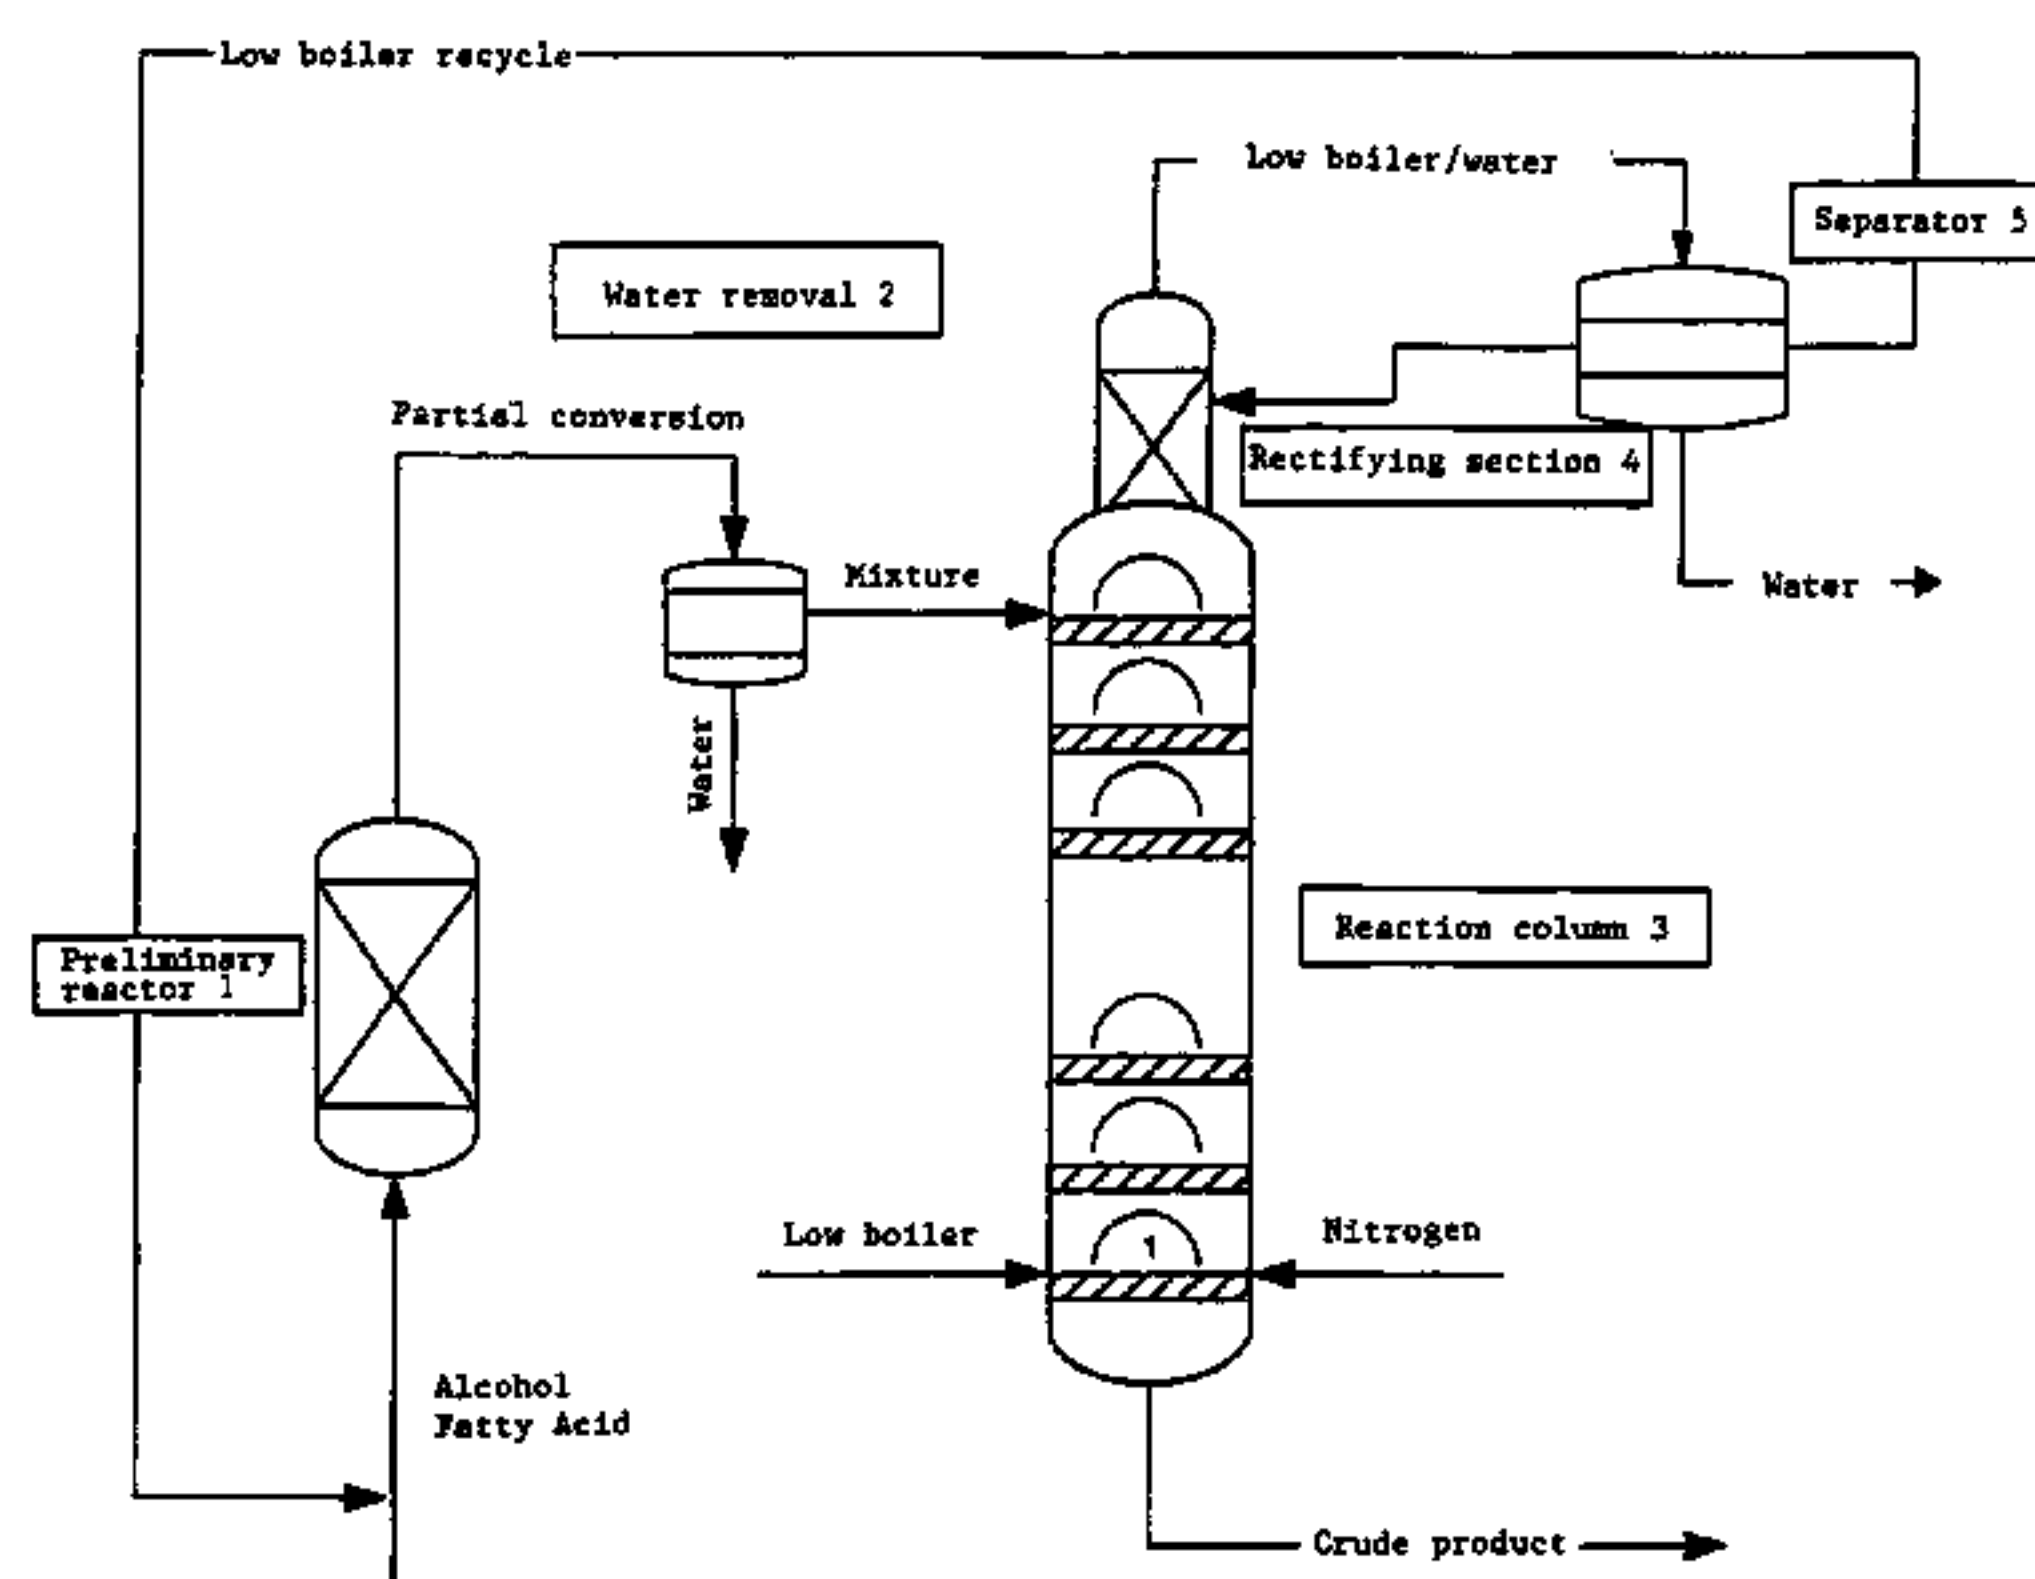 Low boiler recycle
Low boiler/water
Separator 5
Water removal 2
Partial conversion
Rectifying section 4
Mixture
Water
Water
Reaction column 3
Preliminary
reactor 1
Low boiler
1
Nitrogen
Alcohol
Fatty Acid
Crude product